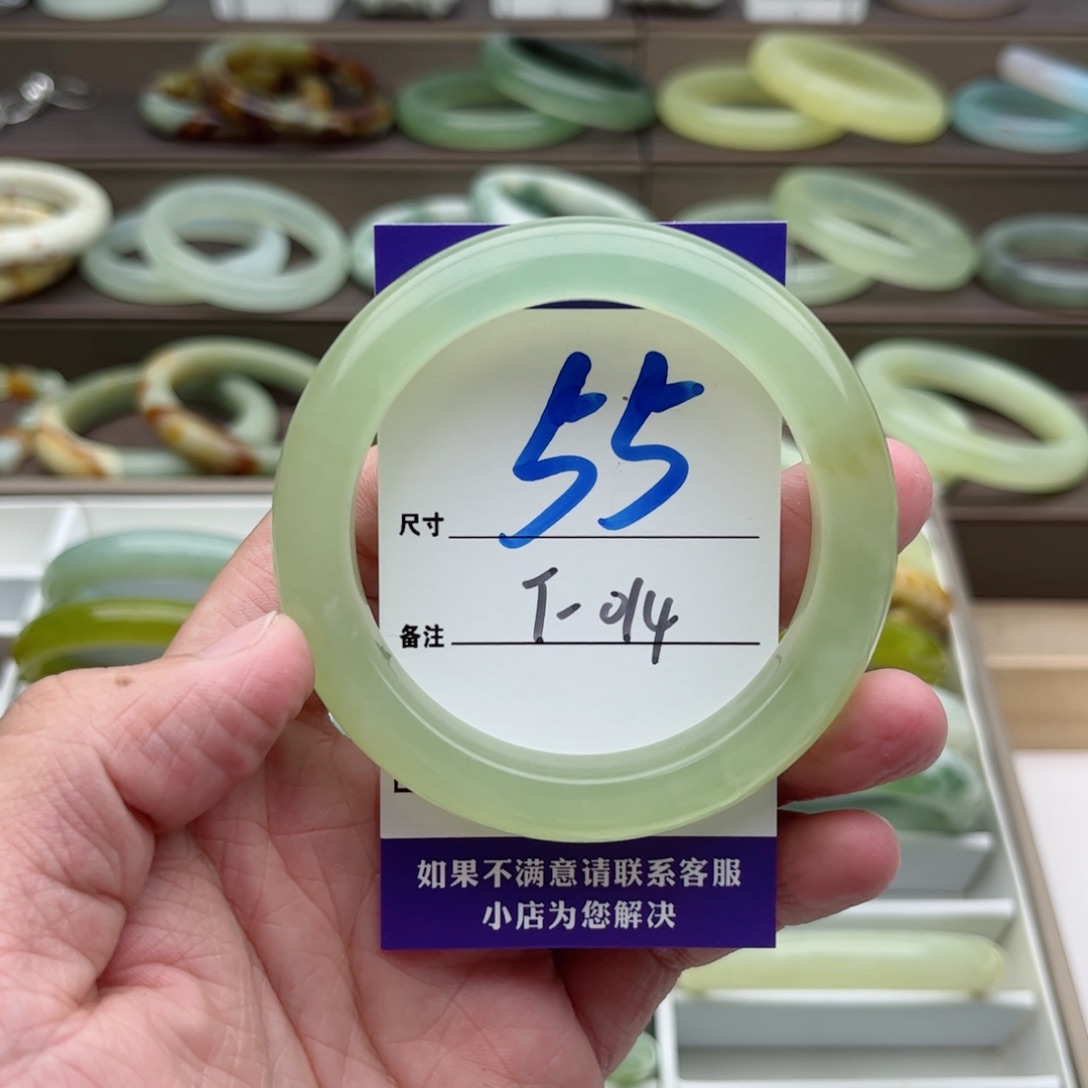 尺寸 55
备注 T-014
如果不满意请联系客服
小店为您解决